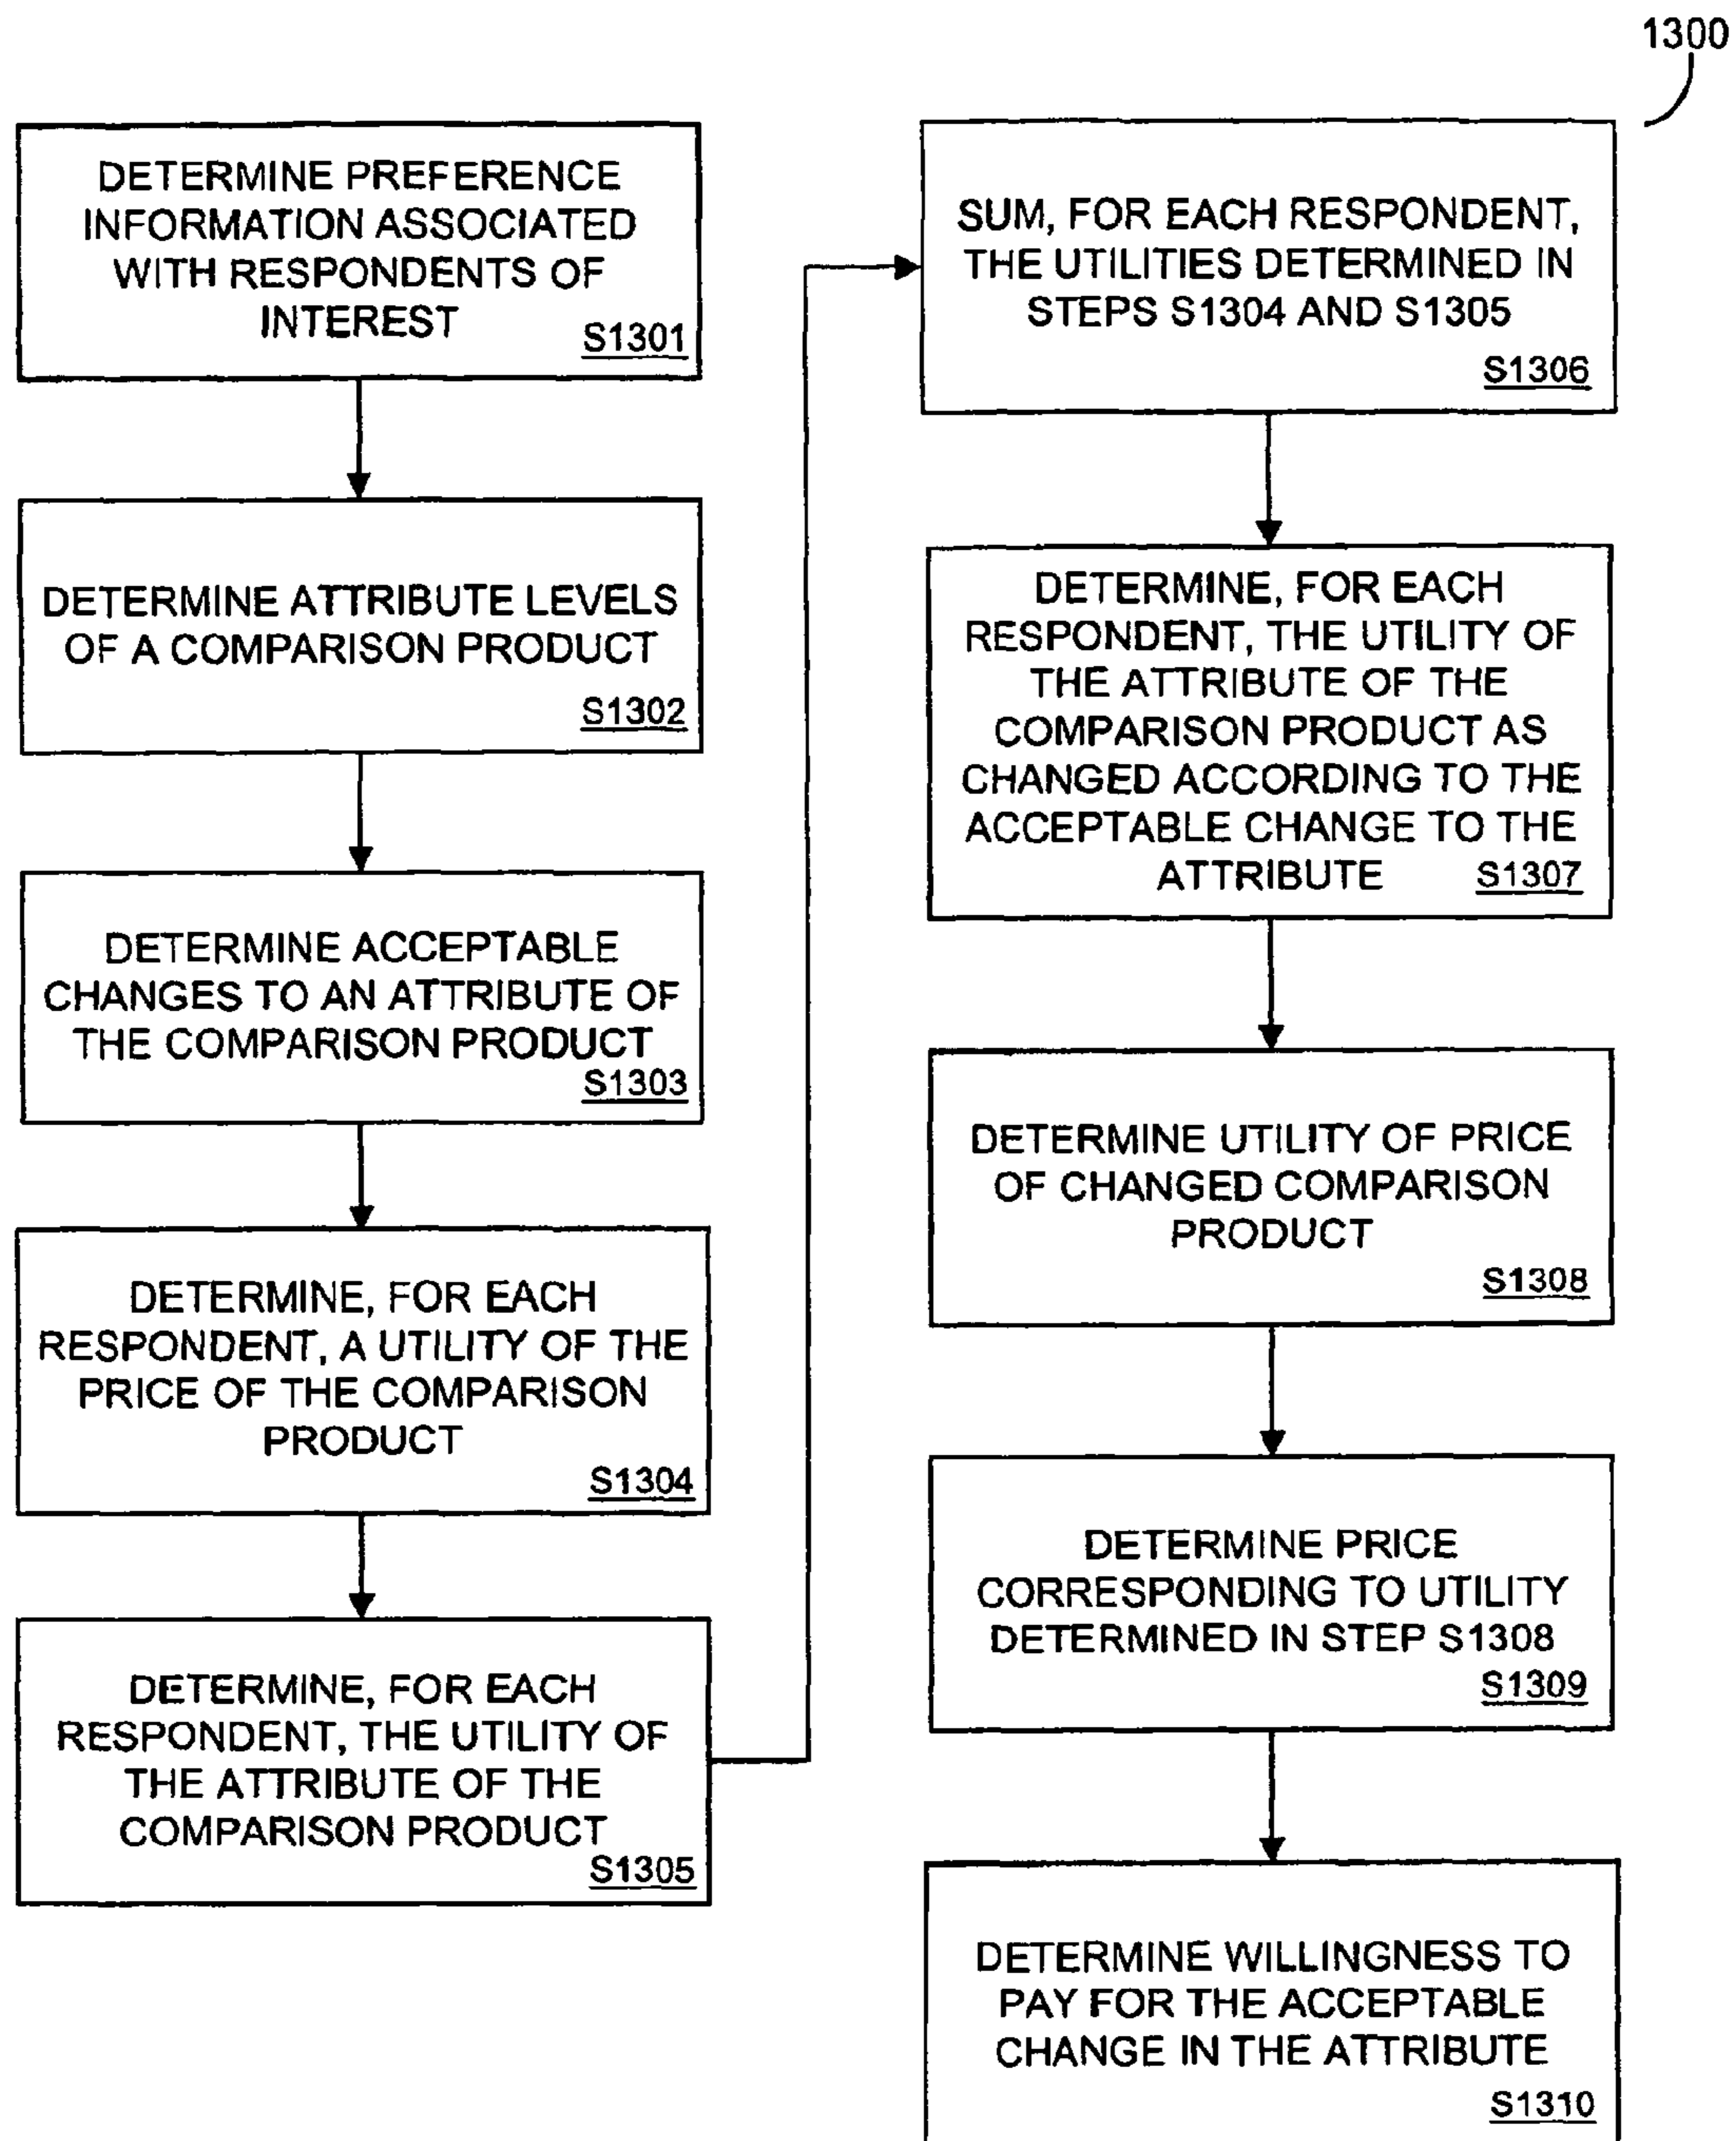 1300
DETERMINE PREFERENCE
INFORMATION ASSOCIATED
WITH RESPONDENTS OF
INTEREST
S1301
DETERMINE ATTRIBUTE LEVELS
OF A COMPARISON PRODUCT
S1302
DETERMINE ACCEPTABLE
CHANGES TO AN ATTRIBUTE OF
THE COMPARISON PRODUCT
S1303
DETERMINE, FOR EACH
RESPONDENT, A UTILITY OF THE
PRICE OF THE COMPARISON
PRODUCT
S1304
DETERMINE, FOR EACH
RESPONDENT, THE UTILITY OF
THE ATTRIBUTE OF THE
COMPARISON PRODUCT
S1305
SUM, FOR EACH RESPONDENT,
THE UTILITIES DETERMINED IN
STEPS S1304 AND S1305
S1306
DETERMINE, FOR EACH
RESPONDENT, THE UTILITY OF
THE ATTRIBUTE OF THE
COMPARISON PRODUCT AS
CHANGED ACCORDING TO THE
ACCEPTABLE CHANGE TO THE
ATTRIBUTE S1307
DETERMINE UTILITY OF PRICE
OF CHANGED COMPARISON
PRODUCT
S1308
DETERMINE PRICE
CORRESPONDING TO UTILITY
DETERMINED IN STEP S1308
S1309
DETERMINE WILLINGNESS TO
PAY FOR THE ACCEPTABLE
CHANGE IN THE ATTRIBUTE
S1310